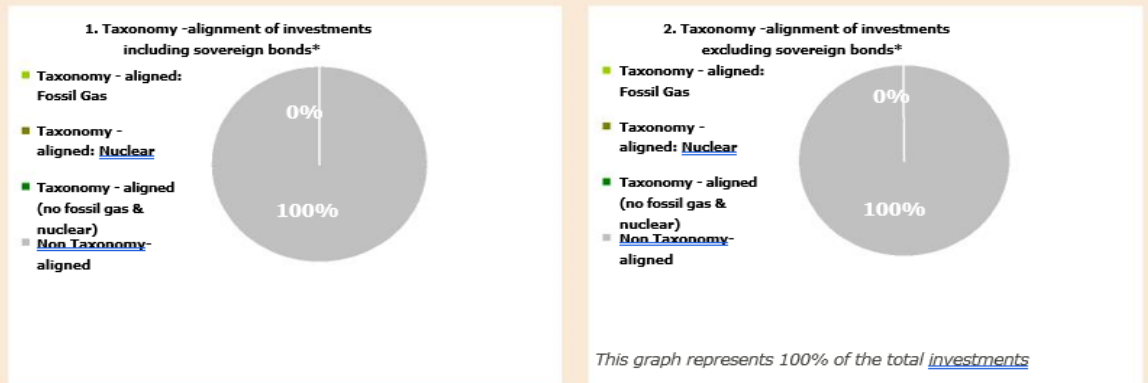 1. Taxonomy -alignment of investments
including sovereign bonds*
Taxonomy - aligned:
Fossil Gas
Taxonomy -
aligned: Nuclear
Taxonomy - aligned
(no fossil gas &
nuclear)
Non Taxonomy-
aligned
0%
100%
2. Taxonomy -alignment of investments
excluding sovereign bonds*
Taxonomy - aligned:
Fossil Gas
Taxonomy -
aligned: Nuclear
Taxonomy - aligned
(no fossil gas &
nuclear)
Non Taxonomy-
aligned
0%
100%
This graph represents 100% of the total investments